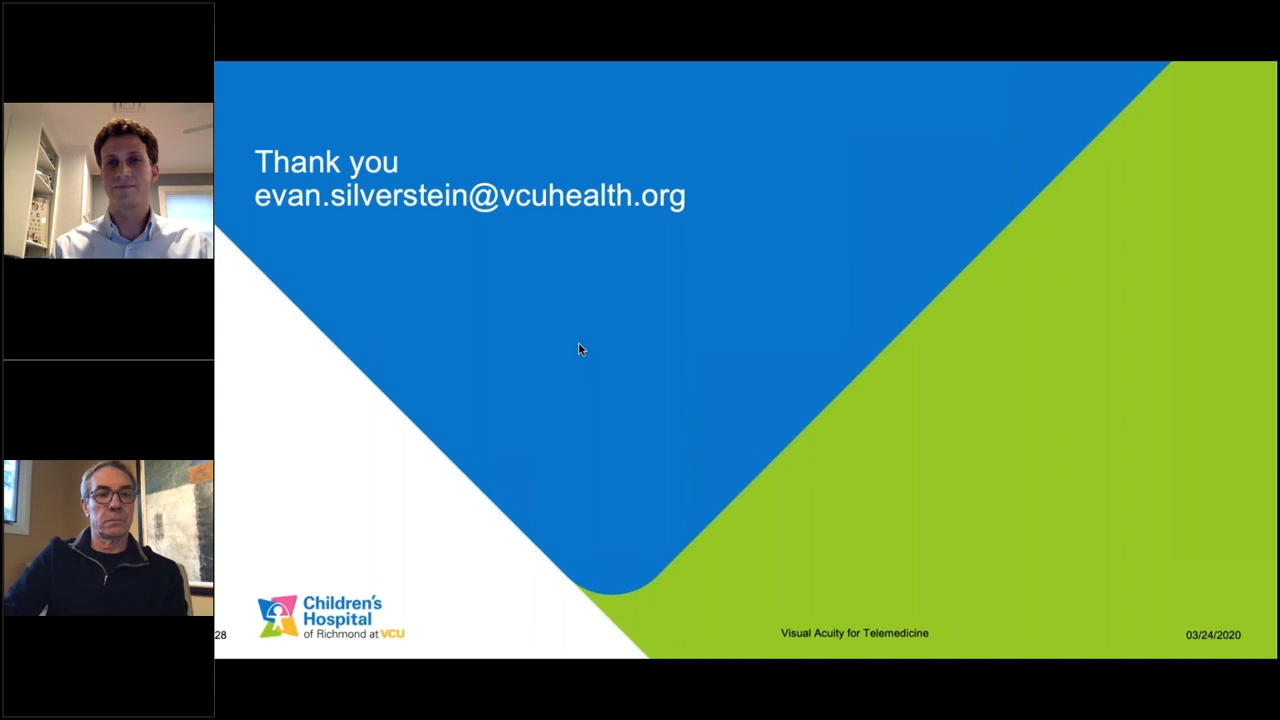 Thank you
evan.silverstein@vcuhealth.org
Children's
Hospital
of Richmond at VCU
28
Visual Acuity for Telemedicine
03/24/2020